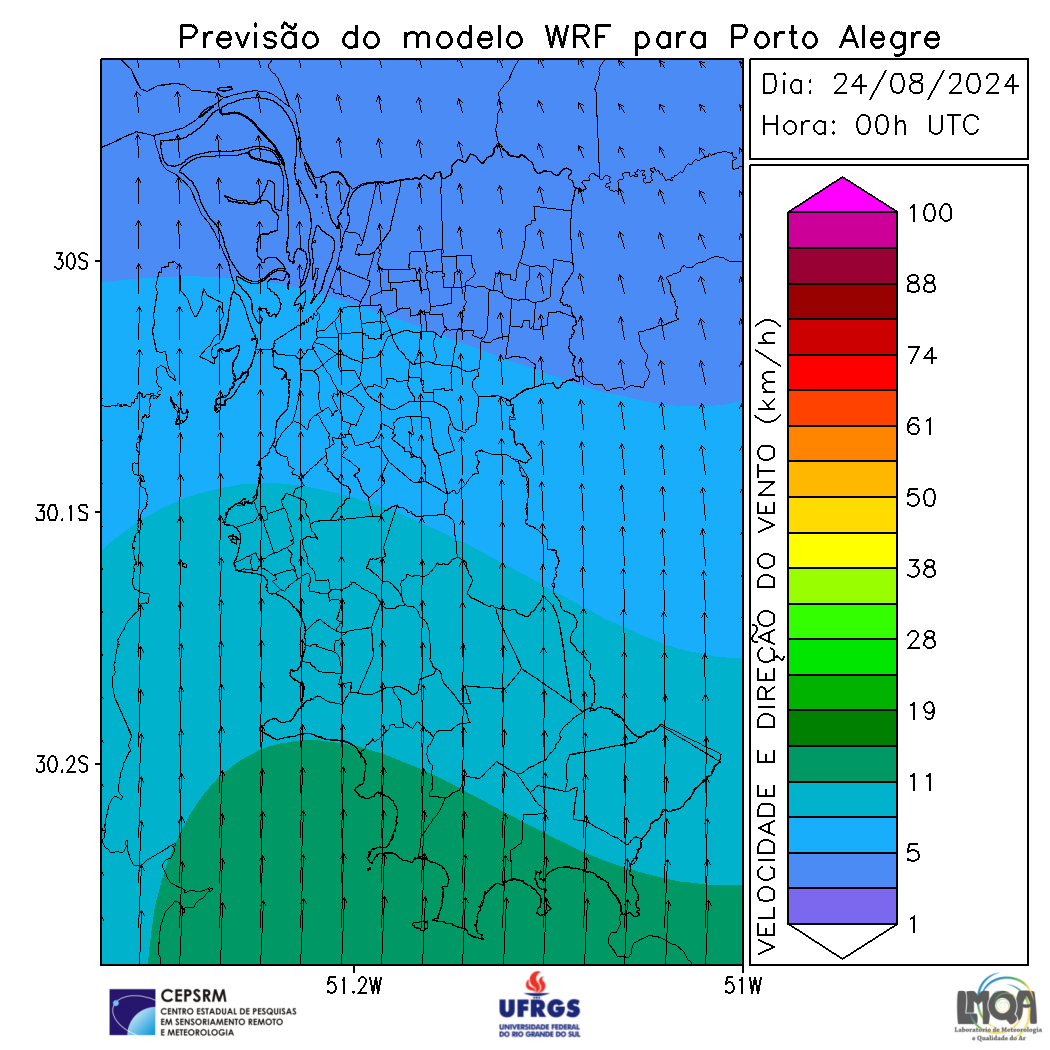 Previsão do modelo WRF para Porto Alegre
Dia: 24/08/2024
Hora: 00h UTC
100
88
74
61
50
38
28
19
11
5
1
VELOCIDADE E DIREÇÃO DO VENTO (km/h)
30S
30.1S
30.2S
51.2W
51W
CEPSRM
CENTRO ESTADUAL DE PESQUISAS
EM SENSORIAMENTO REMOTO
E METEOROLOGIA
UFRGS
UNIVERSIDADE FEDERAL
DO RIO GRANDE DO SUL
LMQA
Laboratório de Meteorologia
e Qualidade do Ar